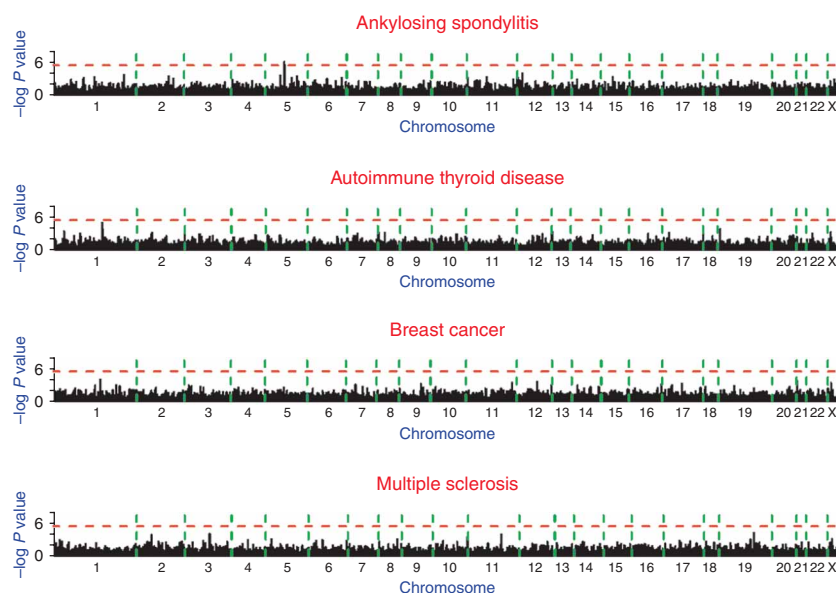 Ankylosing spondylitis
−log P value
6
0
1 2 3 4 5 6 7 8 9 10 11 12 13 14 15 16 17 18 19 20 21 22 X
Chromosome
Autoimmune thyroid disease
−log P value
6
0
1 2 3 4 5 6 7 8 9 10 11 12 13 14 15 16 17 18 19 20 21 22 X
Chromosome
Breast cancer
−log P value
6
0
1 2 3 4 5 6 7 8 9 10 11 12 13 14 15 16 17 18 19 20 21 22 X
Chromosome
Multiple sclerosis
−log P value
6
0
1 2 3 4 5 6 7 8 9 10 11 12 13 14 15 16 17 18 19 20 21 22 X
Chromosome